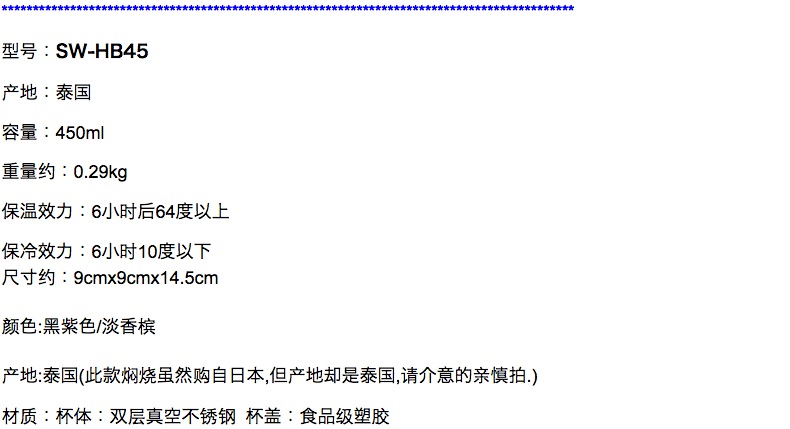 ********************************************************************************************
型号：SW-HB45
产地：泰国
容量：450ml
重量约：0.29kg
保温效力：6小时后64度以上
保冷效力：6小时10度以下
尺寸约：9cmx9cmx14.5cm
颜色:黑紫色/淡香槟
产地:泰国(此款焖烧虽然购自日本,但产地却是泰国,请介意的亲慎拍.)
材质：杯体：双层真空不锈钢  杯盖：食品级塑胶